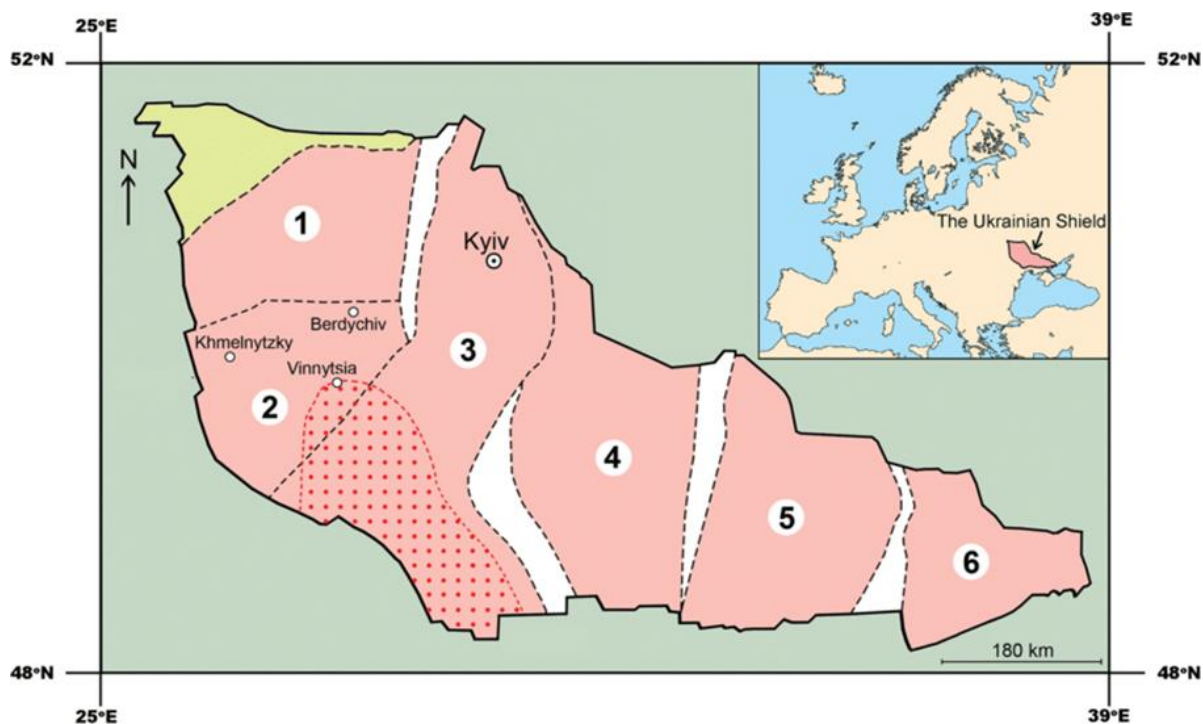 25°E
39°E
52°N
52°N
N
The Ukrainian Shield
1
Kyiv
Berdychiv
Khmelnytzky
3
Vinnytsia
2
4
5
6
180 km
48°N
48°N
25°E
39°E